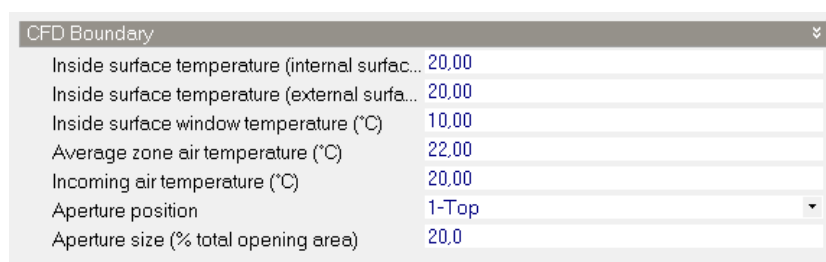 CFD Boundary
Inside surface temperature (internal surfac... 20,00
Inside surface temperature (external surfa... 20,00
Inside surface window temperature (°C) 10,00
Average zone air temperature (°C) 22,00
Incoming air temperature (°C) 20,00
Aperture position 1-Top
Aperture size (% total opening area) 20,0